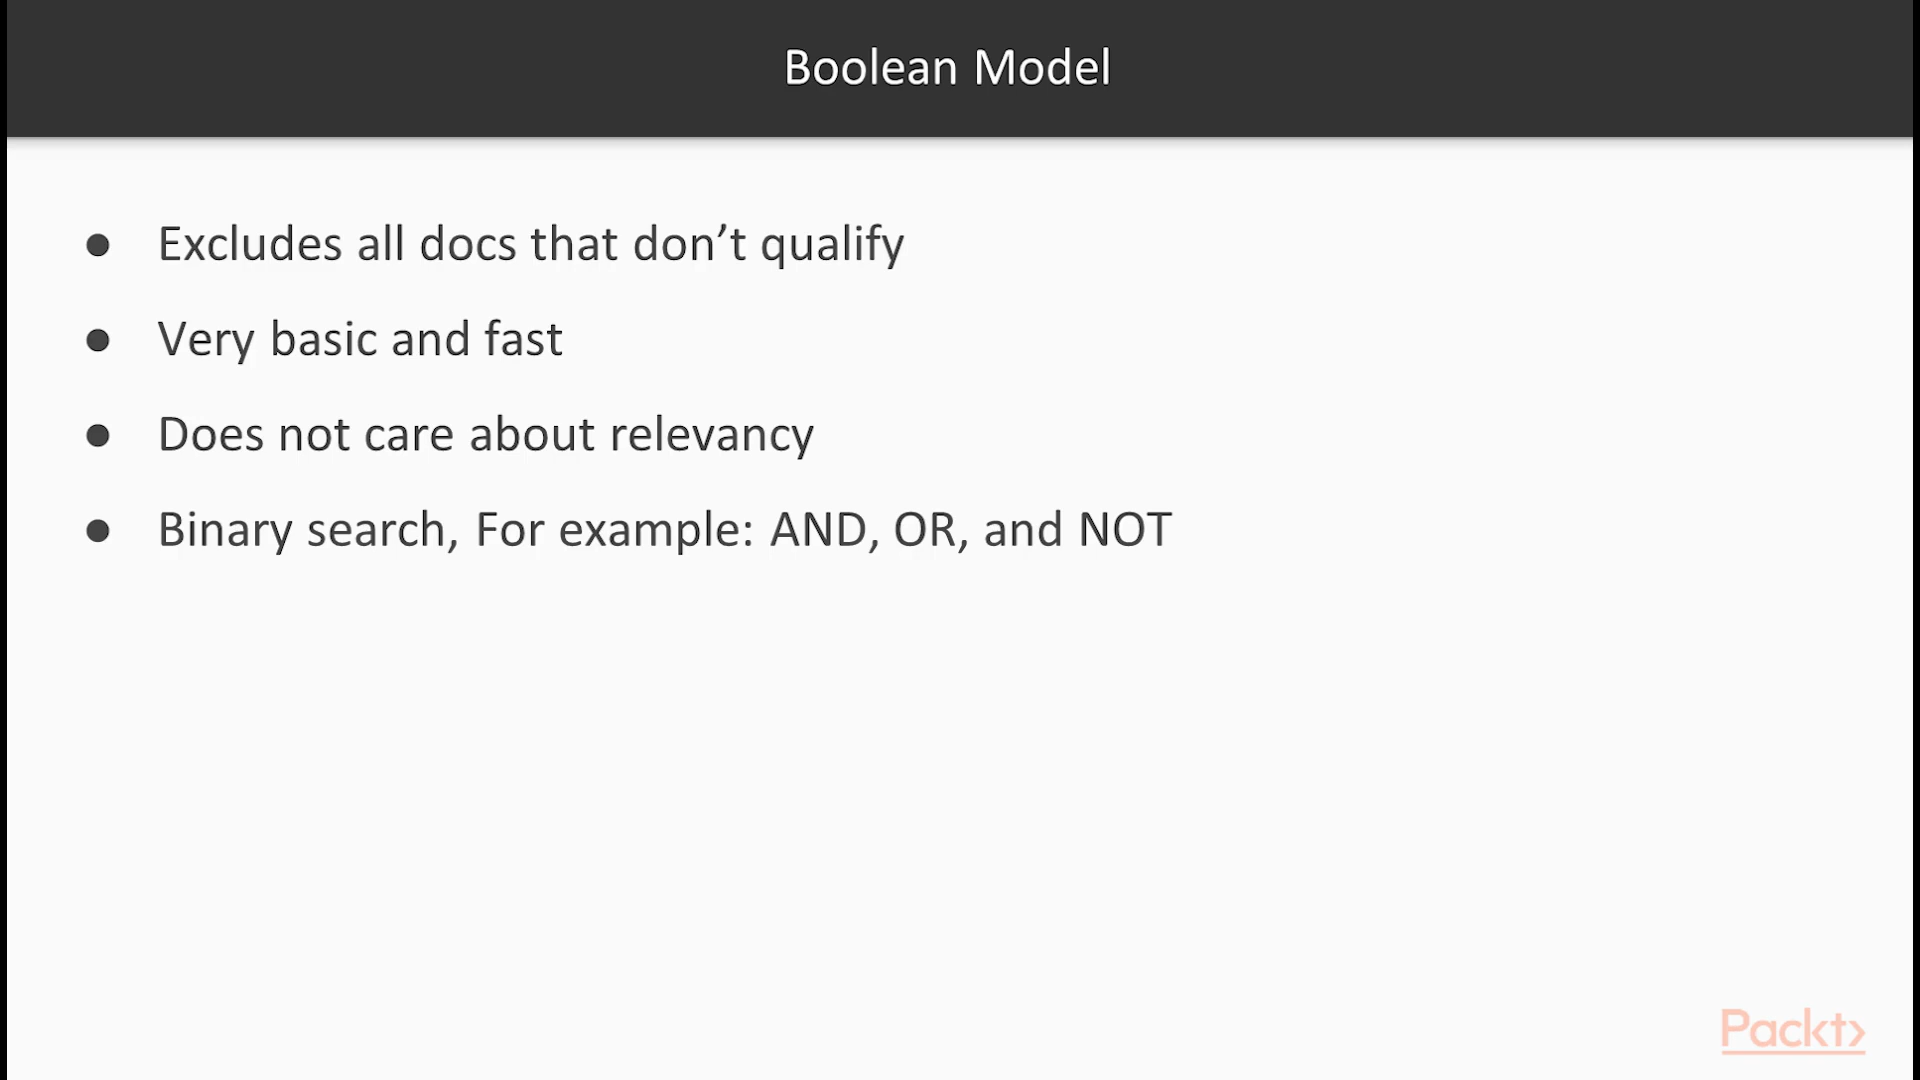 Boolean Model
● Excludes all docs that don’t qualify
● Very basic and fast
● Does not care about relevancy
● Binary search, For example: AND, OR, and NOT
Packt>